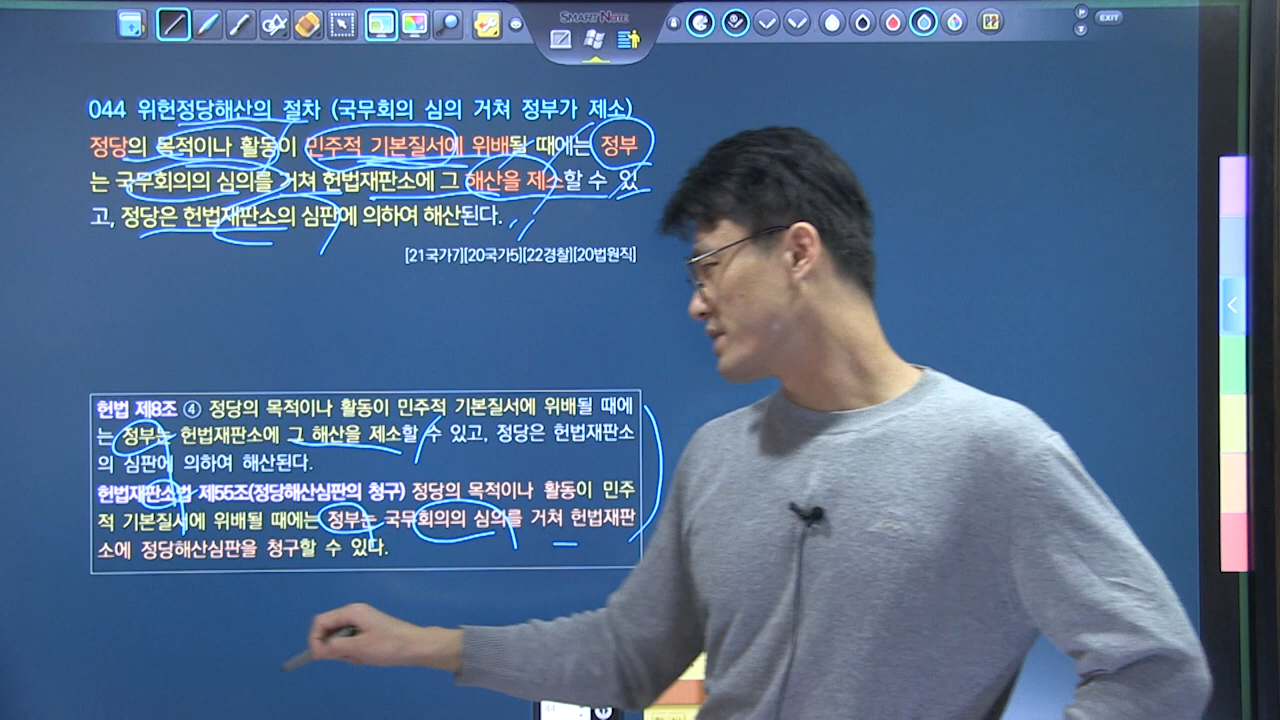 SMARTNOTE
EXIT
044 위헌정당해산의 절차 (국무회의 심의 거쳐 정부가 제소)
정당의 목적이나 활동이 민주적 기본질서에 위배될 때에는 정부
는 국무회의의 심의를 거쳐 헌법재판소에 그 해산을 제소할 수 있
고, 정당은 헌법재판소의 심판에 의하여 해산된다.
[21국가7][20국가5][22경찰][20법원직]
헌법 제8조 ④ 정당의 목적이나 활동이 민주적 기본질서에 위배될 때에
는 정부는 헌법재판소에 그 해산을 제소할 수 있고, 정당은 헌법재판소
의 심판에 의하여 해산된다.
헌법재판소법 제55조(정당해산심판의 청구) 정당의 목적이나 활동이 민주
적 기본질서에 위배될 때에는 정부는 국무회의의 심의를 거쳐 헌법재판
소에 정당해산심판을 청구할 수 있다.